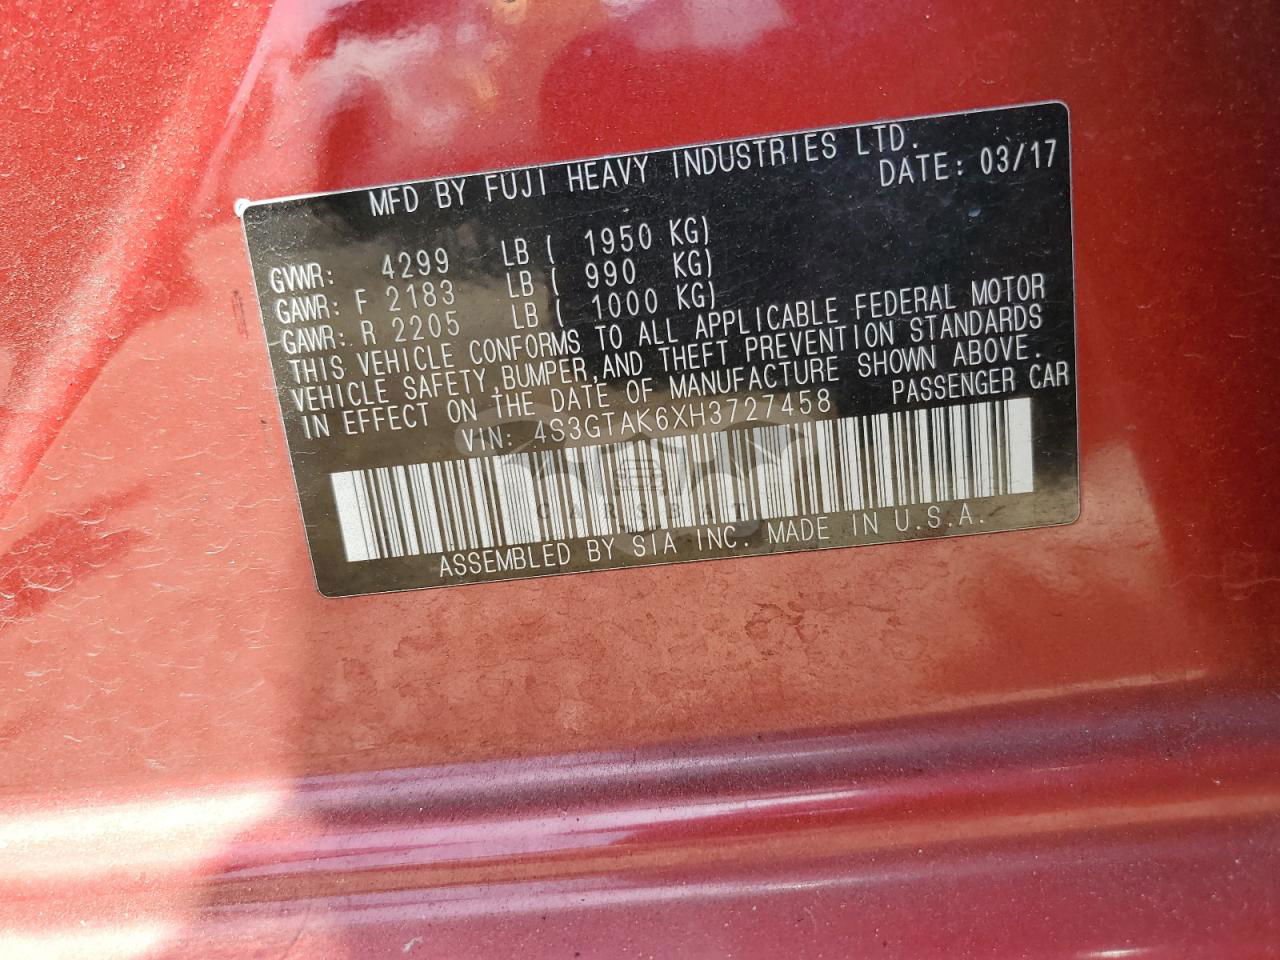 MFD BY FUJI HEAVY INDUSTRIES LTD.
DATE: 03/17
GVWR: 4299 LB ( 1950 KG)
GAWR: F 2183 LB ( 990 KG)
GAWR: R 2205 LB ( 1000 KG)
THIS VEHICLE CONFORMS TO ALL APPLICABLE FEDERAL MOTOR
VEHICLE SAFETY,BUMPER,AND THEFT PREVENTION STANDARDS
IN EFFECT ON THE DATE OF MANUFACTURE SHOWN ABOVE.
VIN: 4S3GTAK6XH3727458 PASSENGER CAR
CARSBAT
ASSEMBLED BY SIA INC. MADE IN U.S.A.